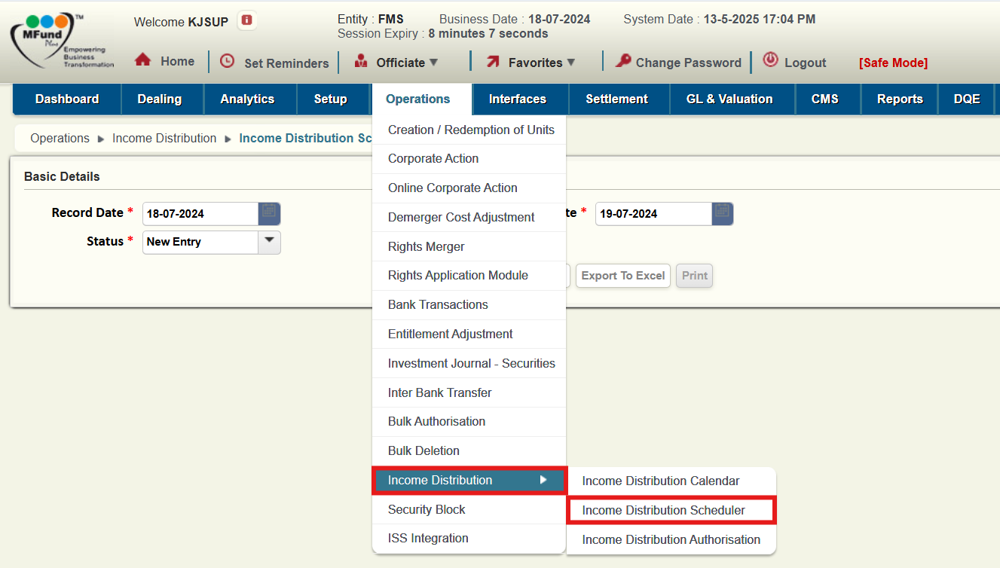 MFund TM
Plus
Empowering
Business
Transformation
Welcome KJSUP
Entity : FMS Business Date : 18-07-2024 System Date : 13-5-2025 17:04 PM
Session Expiry : 8 minutes 7 seconds
Home Set Reminders Officiate ▼ Favorites ▼ Change Password Logout [Safe Mode]
Dashboard Dealing Analytics Setup Operations Interfaces Settlement GL & Valuation CMS Reports DQE
Operations ▶ Income Distribution ▶ Income Distribution Sc
Basic Details
Record Date * 18-07-2024
te * 19-07-2024
Status * New Entry
Export To Excel Print
Creation / Redemption of Units
Corporate Action
Online Corporate Action
Demerger Cost Adjustment
Rights Merger
Rights Application Module
Bank Transactions
Entitlement Adjustment
Investment Journal - Securities
Inter Bank Transfer
Bulk Authorisation
Bulk Deletion
Income Distribution
Security Block
ISS Integration
Income Distribution Calendar
Income Distribution Scheduler
Income Distribution Authorisation